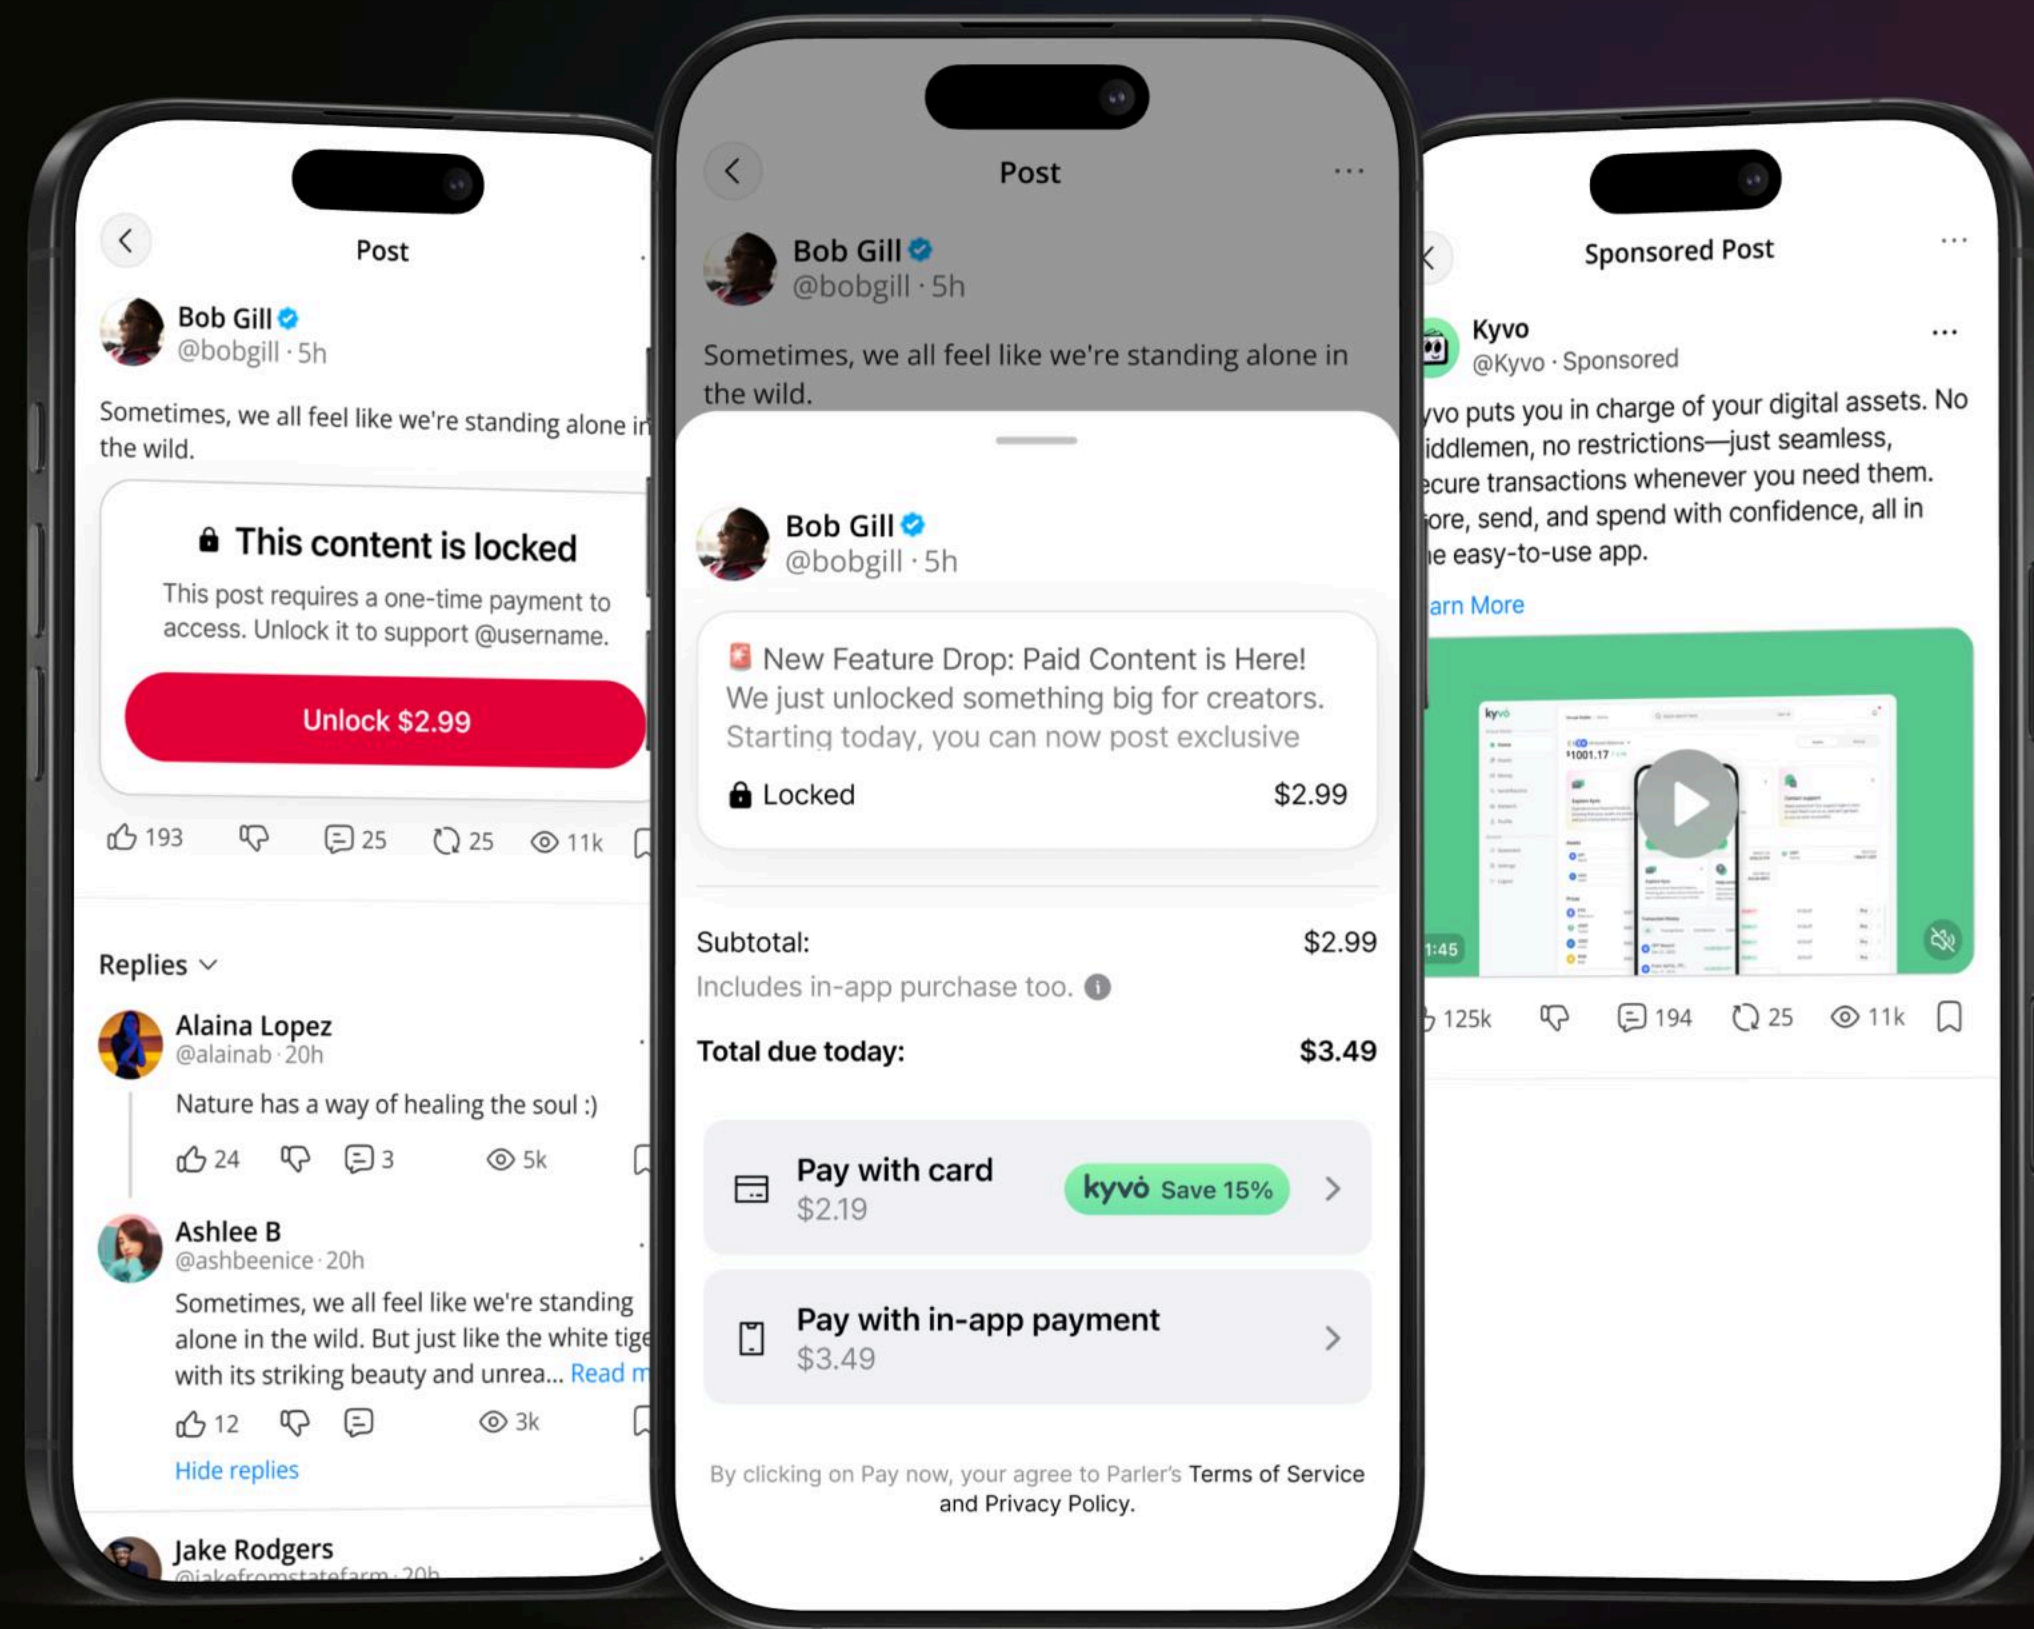 Post
Bob Gill
@bobgill · 5h
Sometimes, we all feel like we're standing alone in
the wild.
This content is locked
This post requires a one-time payment to
access. Unlock it to support @username.
Unlock $2.99
193 25 25 11k
Replies
Alaina Lopez
@alainab · 20h
Nature has a way of healing the soul :)
24 3 5k
Ashlee B
@ashbeenice · 20h
Sometimes, we all feel like we're standing
alone in the wild. But just like the white tige
with its striking beauty and unrea... Read m
12 3k
Hide replies
Jake Rodgers
@jakefromstatefarm · 20h
Post
Bob Gill
@bobgill · 5h
Sometimes, we all feel like we're standing alone in
the wild.
Bob Gill
@bobgill · 5h
🚨 New Feature Drop: Paid Content is Here!
We just unlocked something big for creators.
Starting today, you can now post exclusive
Locked $2.99
Subtotal: $2.99
Includes in-app purchase too.
Total due today: $3.49
Pay with card
$2.19
kyvo Save 15%
Pay with in-app payment
$3.49
By clicking on Pay now, your agree to Parler's Terms of Service
and Privacy Policy.
Sponsored Post
Kyvo
@Kyvo · Sponsored
yvo puts you in charge of your digital assets. No
iddlemen, no restrictions—just seamless,
ecure transactions whenever you need them.
ore, send, and spend with confidence, all in
e easy-to-use app.
arn More
kyvo
$1001.17
1:45
125k 194 25 11k